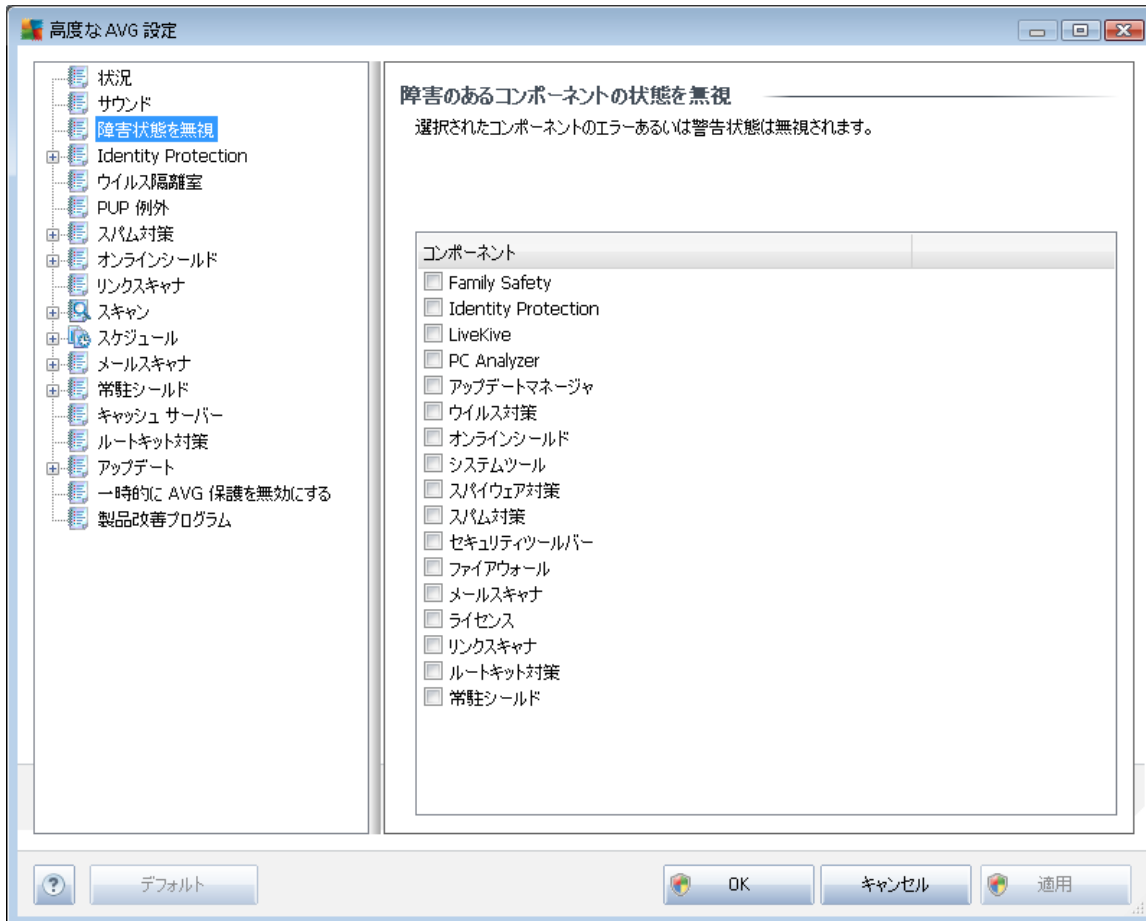 高度な AVG 設定
状況
サウンド
障害状態を無視
Identity Protection
ウイルス隔離室
PUP 例外
スパム対策
オンラインシールド
リンクスキャナ
スキャン
スケジュール
メールスキャナ
常駐シールド
キャッシュ サーバー
ルートキット対策
アップデート
一時的に AVG 保護を無効にする
製品改善プログラム
障害のあるコンポーネントの状態を無視
選択されたコンポーネントのエラーあるいは警告状態は無視されます。
コンポーネント
Family Safety
Identity Protection
LiveKive
PC Analyzer
アップデートマネージャ
ウイルス対策
オンラインシールド
システムツール
スパイウェア対策
スパム対策
セキュリティツールバー
ファイアウォール
メールスキャナ
ライセンス
リンクスキャナ
ルートキット対策
常駐シールド
?
デフォルト
OK
キャンセル
適用